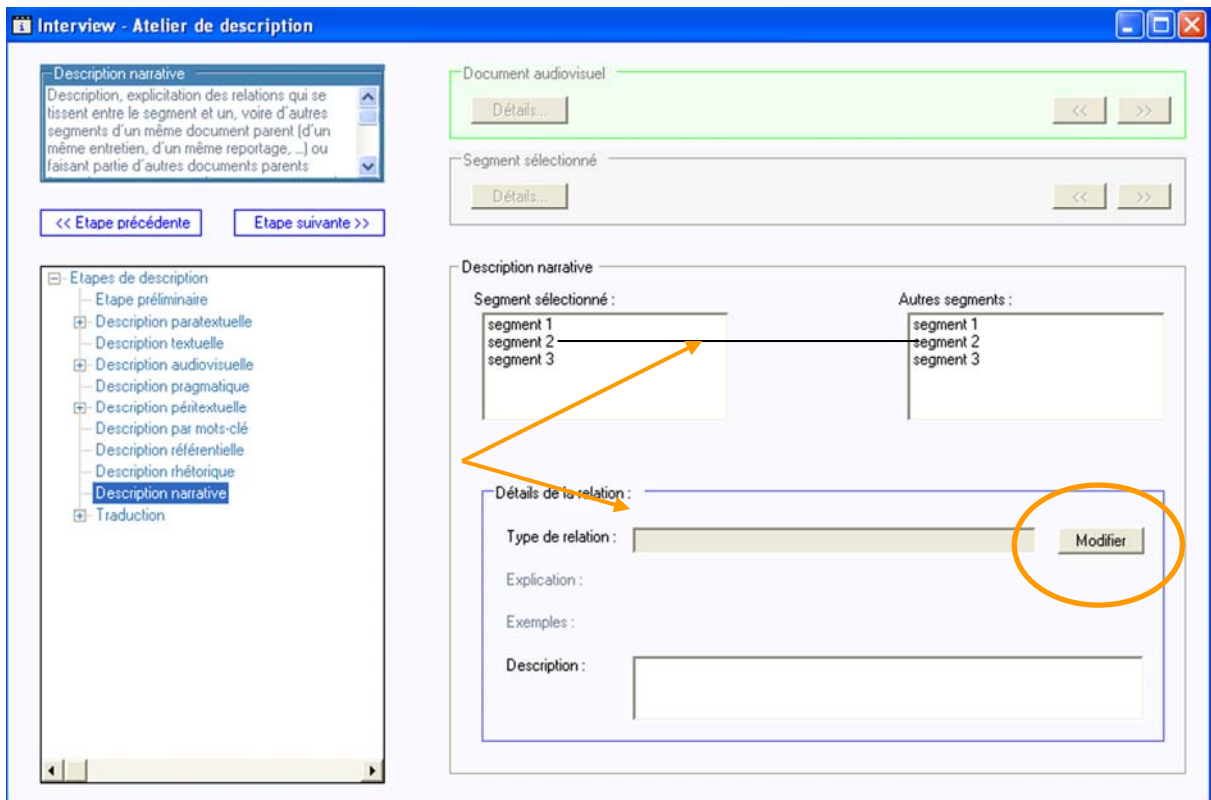 Interview - Atelier de description
Description narrative
Description, explicitation des relations qui se
tissent entre le segment et un, voire d'autres
segments d'un même document parent (d'un
même entretien, d'un même reportage, ...) ou
faisant partie d'autres documents parents
<< Etape précédente
Etape suivante >>
Etapes de description
Etape préliminaire
Description paratextuelle
Description textuelle
Description audiovisuelle
Description pragmatique
Description péritextuelle
Description par mots-clé
Description référentielle
Description rhétorique
Description narrative
Traduction
Document audiovisuel
Détails...
<<
>>
Segment sélectionné
Détails...
<<
>>
Description narrative
Segment sélectionné :
segment 1
segment 2
segment 3
Autres segments :
segment 1
segment 2
segment 3
Détails de la relation :
Type de relation :
Modifier
Explication :
Exemples :
Description :